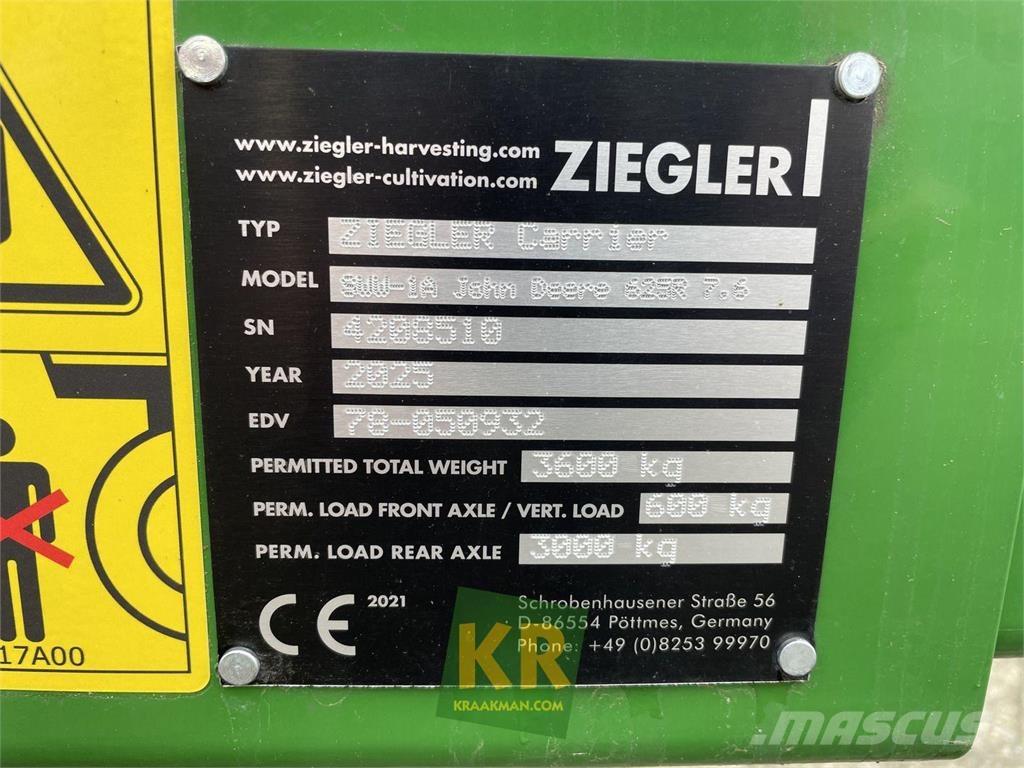 www.ziegler-harvesting.com
www.ziegler-cultivation.com
ZIEGLER
TYP ZIEGLER Carrier
MODEL SWW-1A John Deere 625R 7.6
SN 4208510
YEAR 2025
EDV 78-050932
PERMITTED TOTAL WEIGHT 3600 kg
PERM. LOAD FRONT AXLE / VERT. LOAD 600 kg
PERM. LOAD REAR AXLE 3000 kg
CE 2021
Schrobenhausener Straße 56
D-86554 Pöttmes, Germany
Phone: +49 (0)8253 99970
17A00
KR
KRAAKMAN.COM
MASCUS